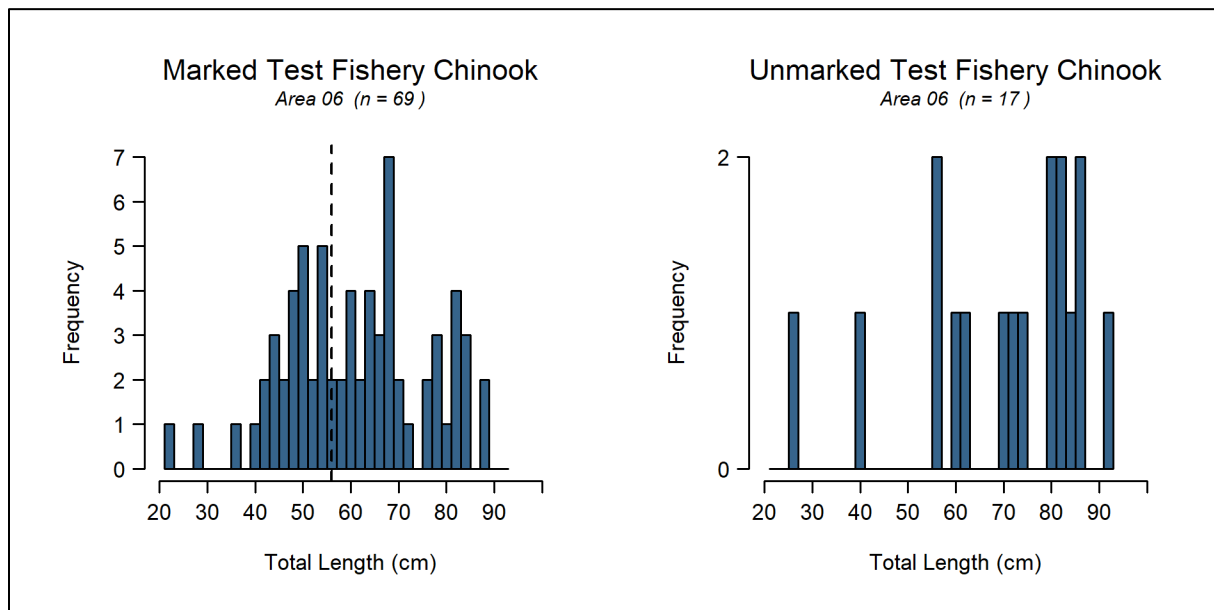 Marked Test Fishery Chinook
Area 06 (n = 69 )
7
6
5
4
3
2
1
0
Frequency
20 30 40 50 60 70 80 90
Total Length (cm)
Unmarked Test Fishery Chinook
Area 06 (n = 17 )
2
0
Frequency
20 30 40 50 60 70 80 90
Total Length (cm)